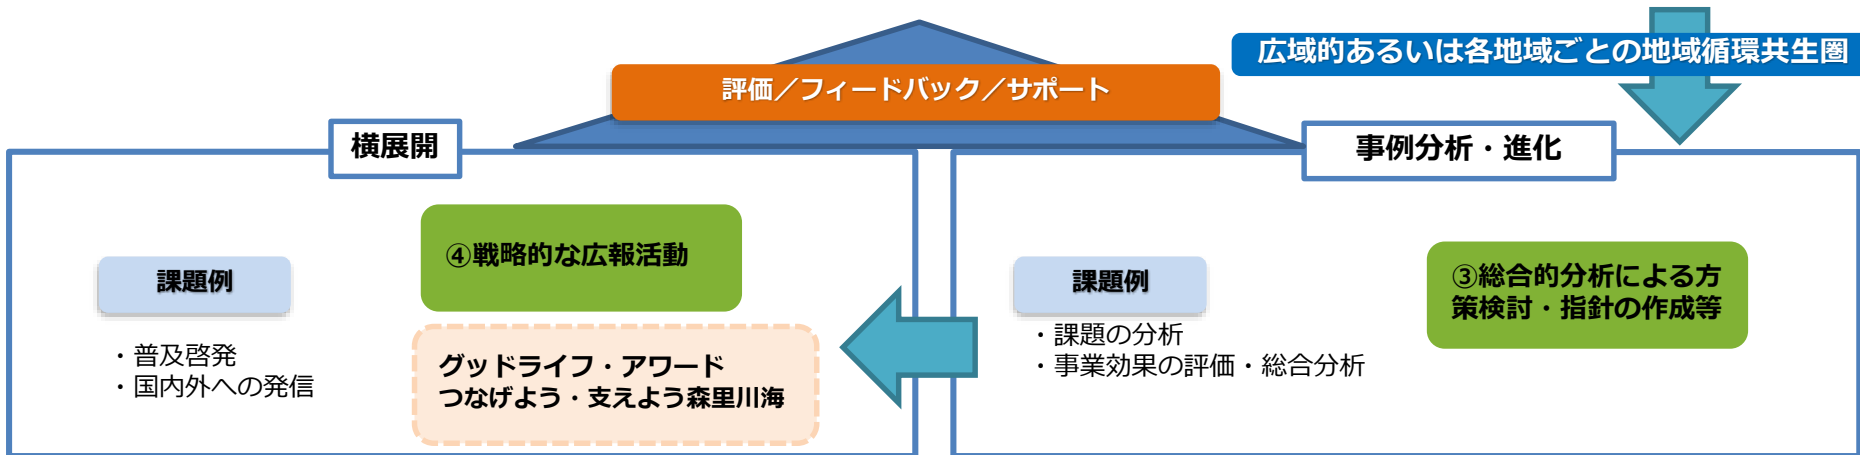 広域的あるいは各地域ごとの地域循環共生圏
評価／フィードバック／サポート
横展開
④戦略的な広報活動
課題例
・普及啓発
・国内外への発信
グッドライフ・アワード
つなげよう・支えよう森里川海
事例分析・進化
課題例
・課題の分析
・事業効果の評価・総合分析
③総合的分析による方
策検討・指針の作成等